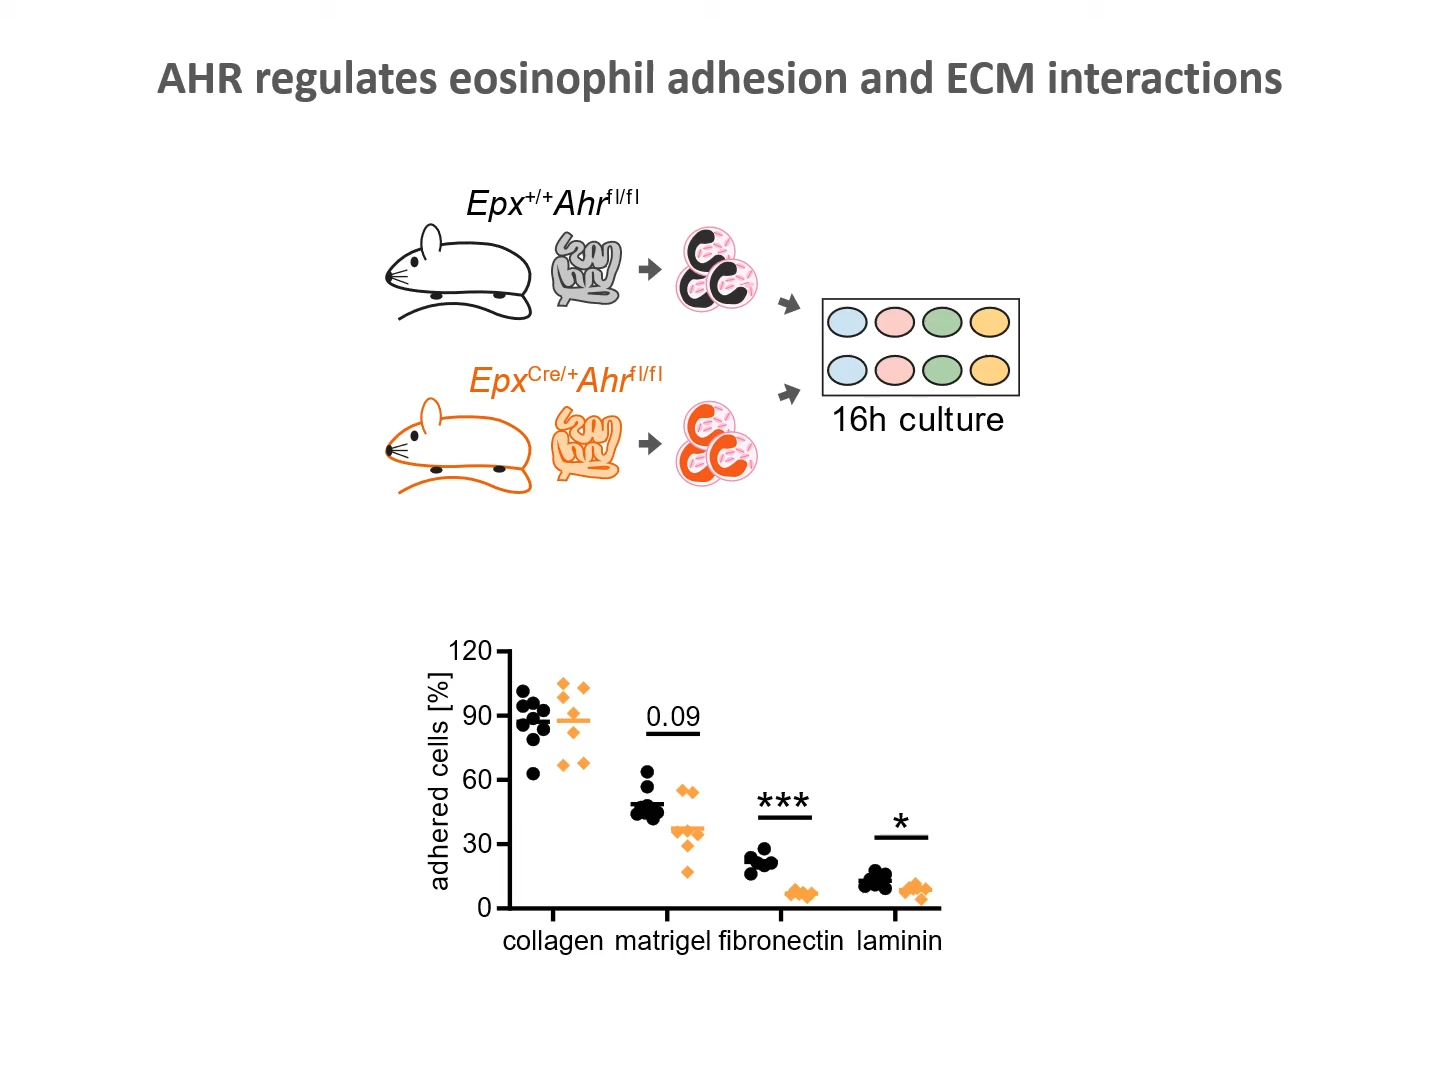 AHR regulates eosinophil adhesion and ECM interactions
Epx+/+Ahrfl/fl
EpxCre/+Ahrfl/fl
16h culture
adhered cells [%]
120
90
60
30
0
0.09
***
*
collagen matrigel fibronectin laminin